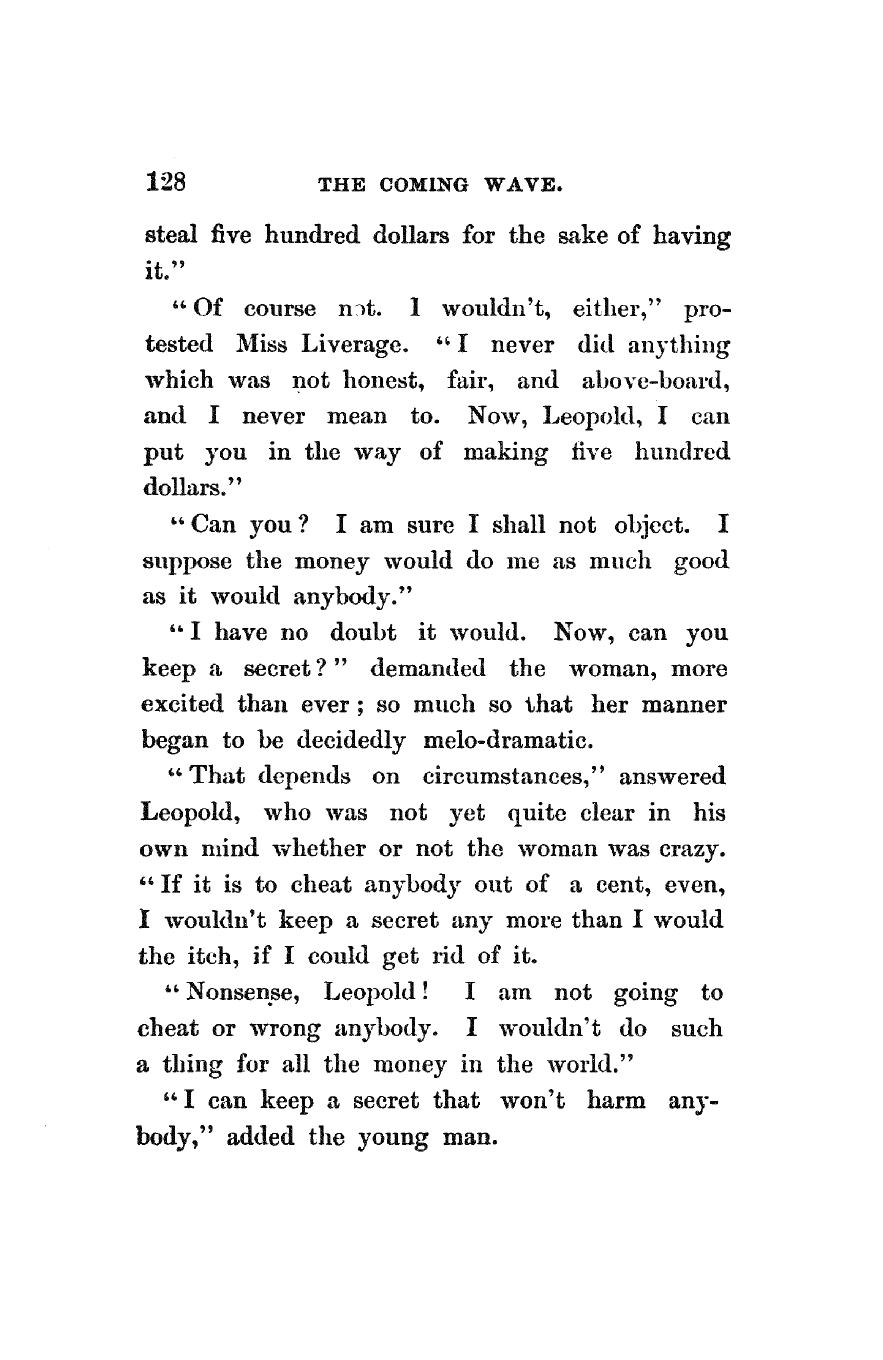 128 THE COMING WAVE.
steal five hundred dollars for the sake of having
it."
"Of course not. I wouldn't, either," pro-
tested Miss Liverage. "I never did anything
which was not honest, fair, and above-board,
and I never mean to. Now, Leopold, I can
put you in the way of making five hundred
dollars."
"Can you? I am sure I shall not object. I
suppose the money would do me as much good
as it would anybody."
"I have no doubt it would. Now, can you
keep a secret?" demanded the woman, more
excited than ever; so much so that her manner
began to be decidedly melo-dramatic.
"That depends on circumstances," answered
Leopold, who was not yet quite clear in his
own mind whether or not the woman was crazy.
"If it is to cheat anybody out of a cent, even,
I wouldn't keep a secret any more than I would
the itch, if I could get rid of it.
"Nonsense, Leopold! I am not going to
cheat or wrong anybody. I wouldn't do such
a thing for all the money in the world."
"I can keep a secret that won't harm any-
body," added the young man.